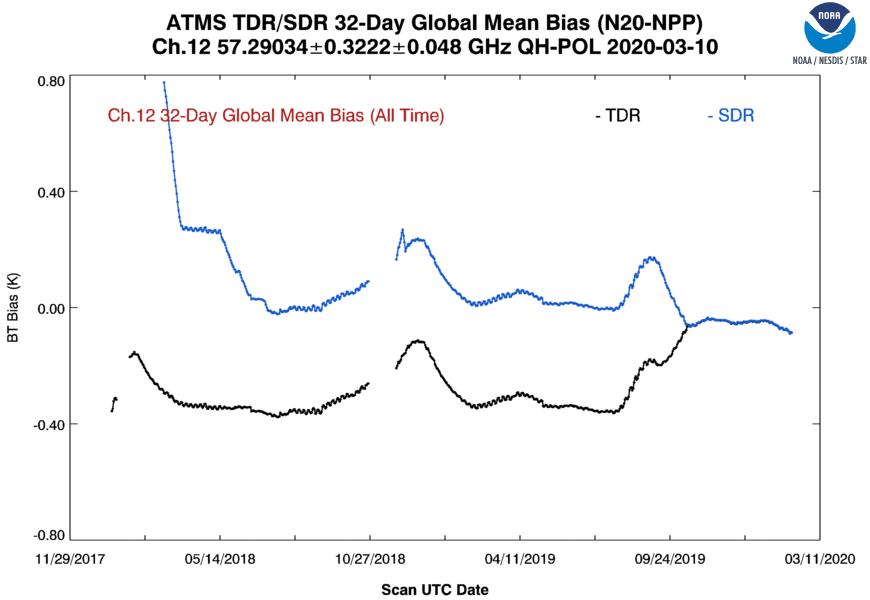 ATMS TDR/SDR 32-Day Global Mean Bias (N20-NPP)
Ch.12 57.29034±0.3222±0.048 GHz QH-POL 2020-03-10
NOAA
NOAA / NESDIS / STAR
Ch.12 32-Day Global Mean Bias (All Time)
- TDR
- SDR
BT Bias (K)
0.80
0.40
0.00
-0.40
-0.80
11/29/2017
05/14/2018
10/27/2018
04/11/2019
09/24/2019
03/11/2020
Scan UTC Date